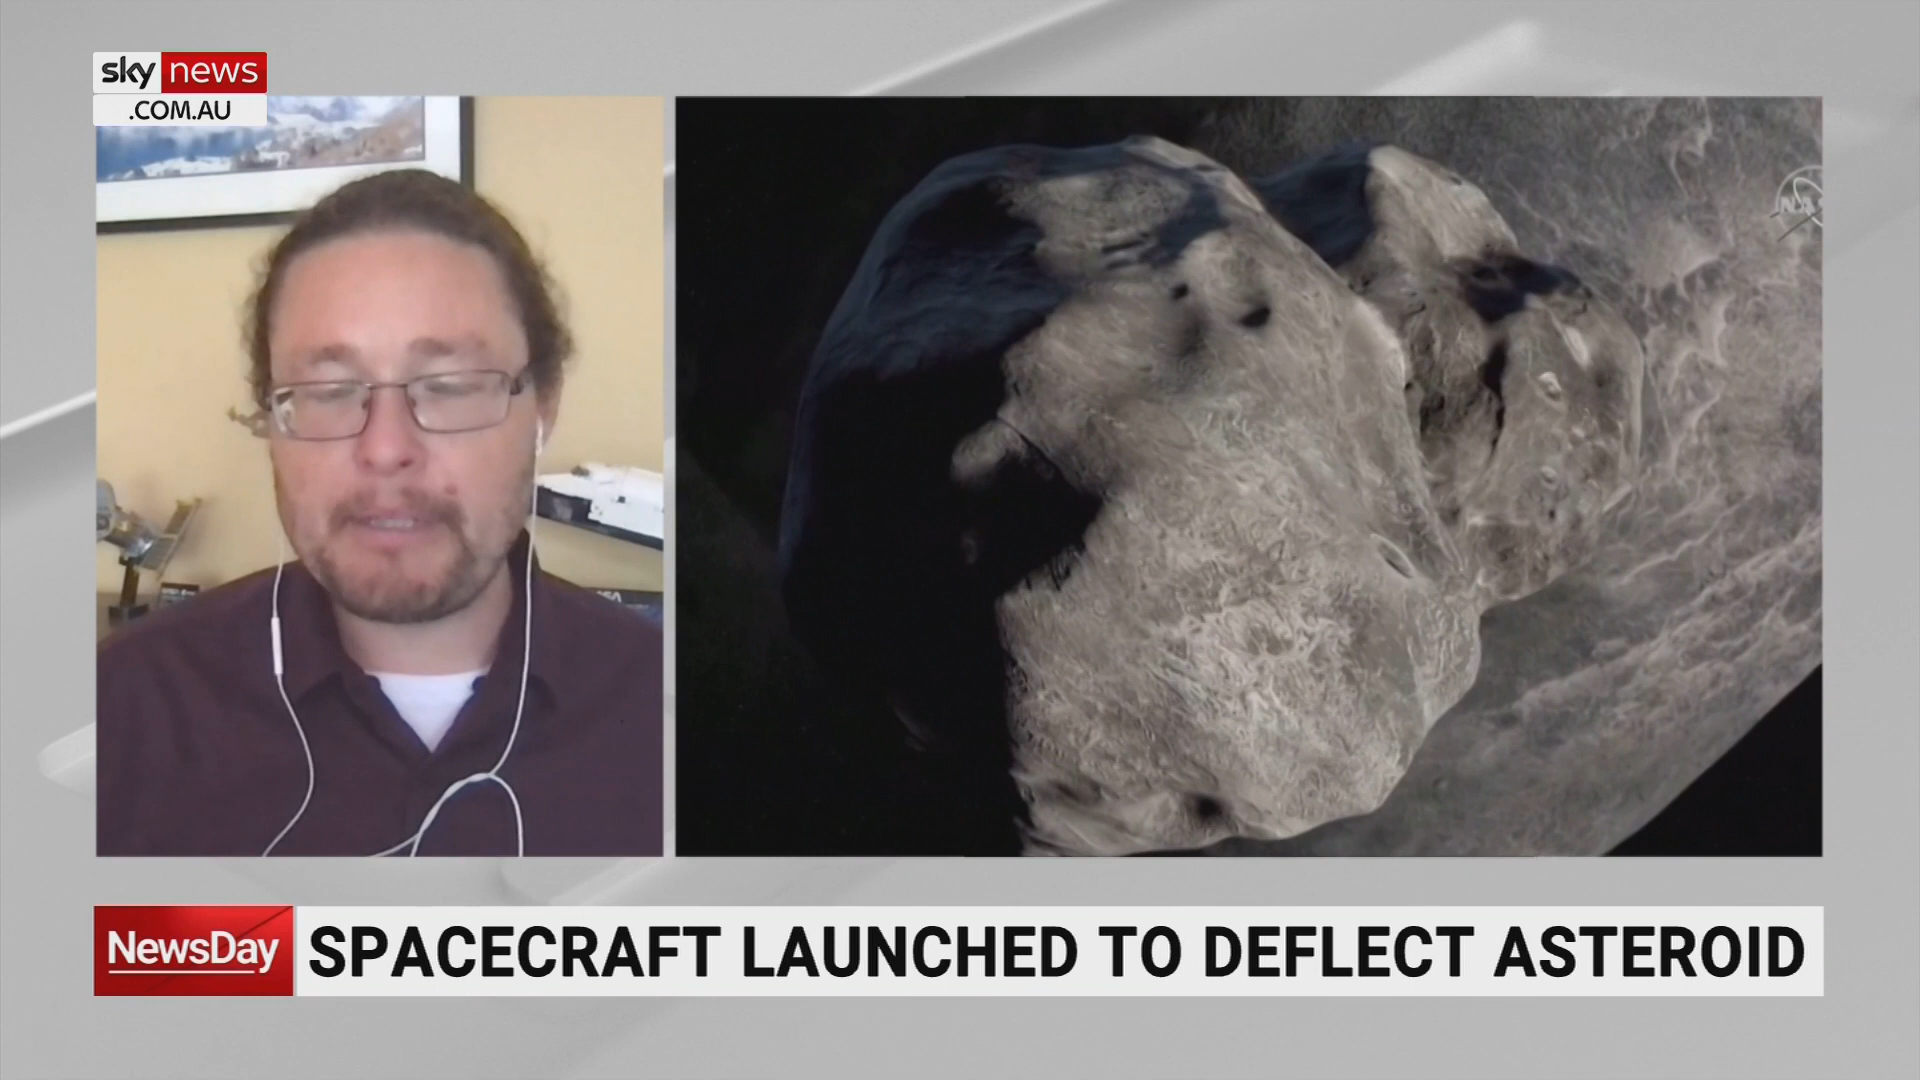 sky news
.COM.AU
NewsDay
SPACECRAFT LAUNCHED TO DEFLECT ASTEROID